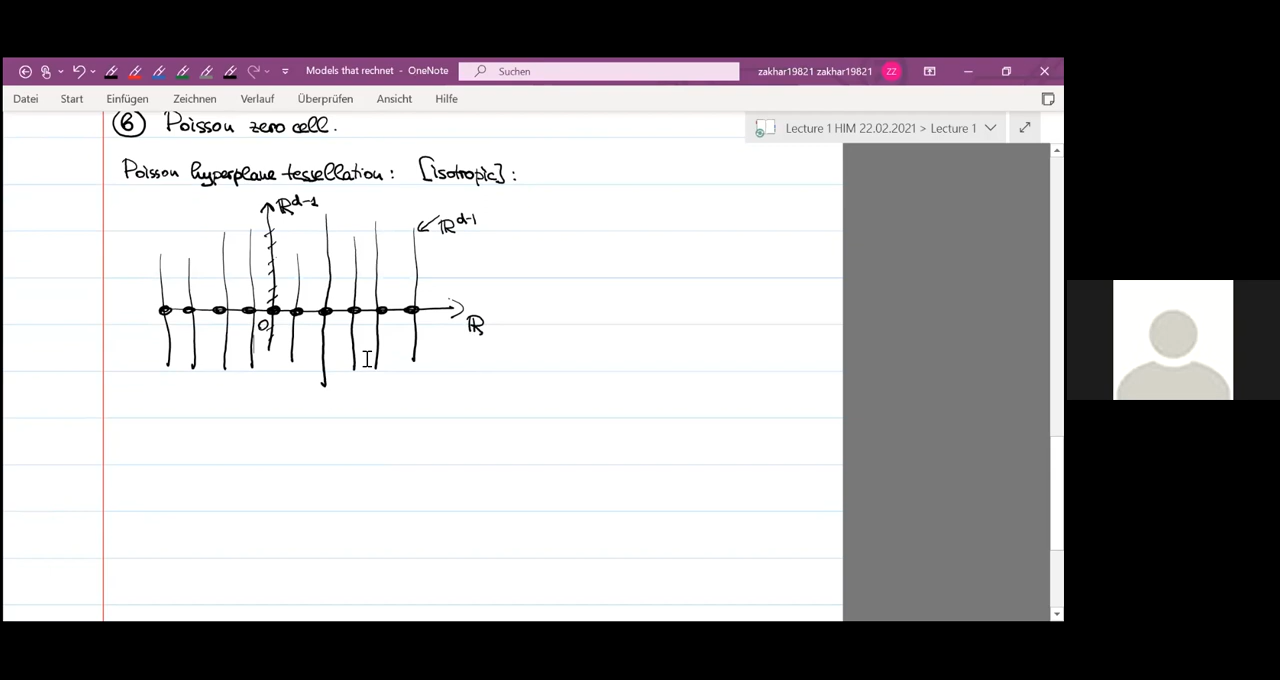 Models that rechnet - OneNote
Suchen
zakhar19821 zakhar19821
ZZ
Datei Start Einfügen Zeichnen Verlauf Überprüfen Ansicht Hilfe
Lecture 1 HIM 22.02.2021 > Lecture 1
⑥ Poisson zero cell.
Poisson hyperplane tessellation: [isotropic]:
ℝ^{d-1}
ℝ^{d-1}
0
ℝ